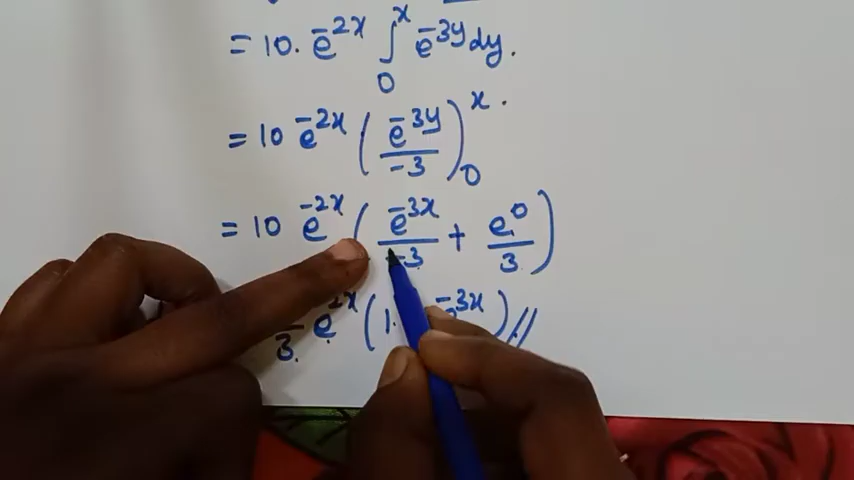 = 10. e^{-2x} ∫_0^x e^{-3y} dy.
= 10 e^{-2x} ( e^{-3y} / -3 )_0^x .
= 10 e^{-2x} ( e^{-3x} / -3 + e^0 / 3 )
3 e^{2x} ( 1 e^{-3x} ) //